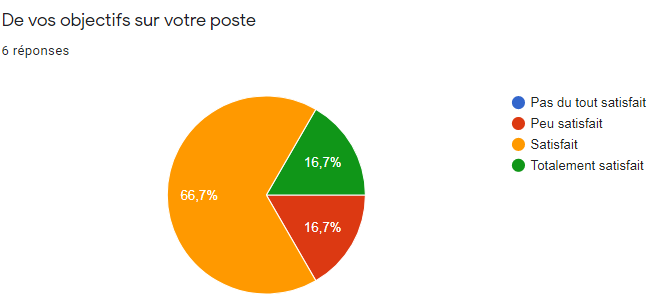 De vos objectifs sur votre poste
6 réponses
Pas du tout satisfait
Peu satisfait
Satisfait
Totalement satisfait
16,7%
66,7%
16,7%